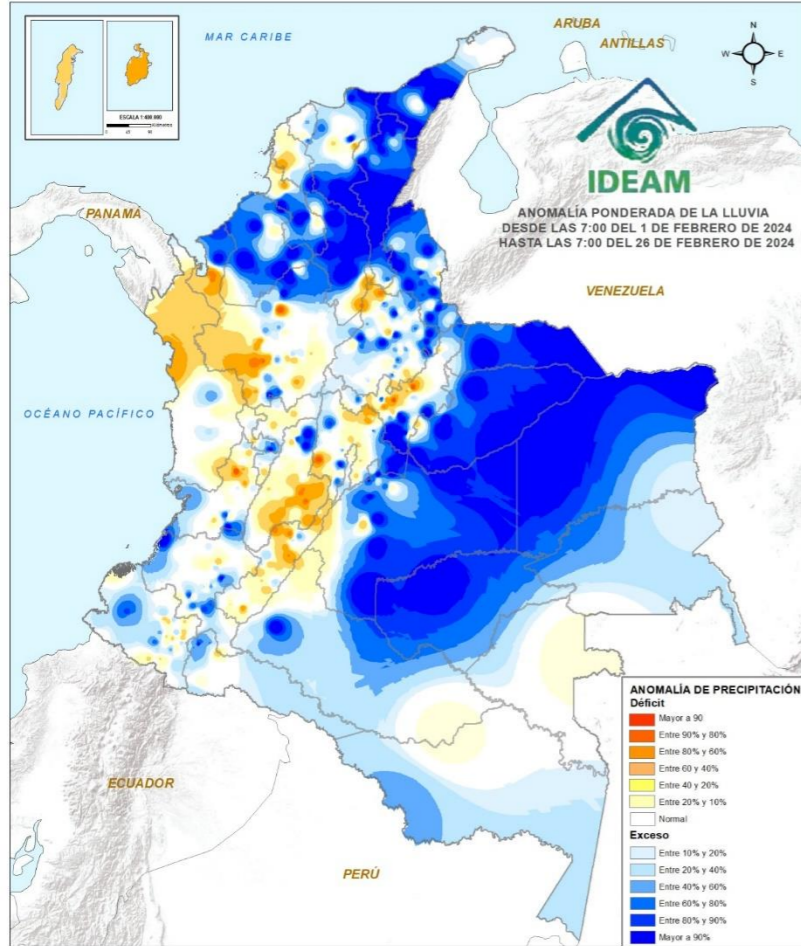 MAR CARIBE
ARUBA
ANTILLAS
N
W
E
S
ESCALA 1:400.000
IDEAM
ANOMALÍA PONDERADA DE LA LLUVIA
DESDE LAS 7:00 DEL 1 DE FEBRERO DE 2024
HASTA LAS 7:00 DEL 26 DE FEBRERO DE 2024
PANAMA
VENEZUELA
OCÉANO PACÍFICO
ECUADOR
PERÚ
ANOMALÍA DE PRECIPITACIÓN
Déficit
Mayor a 90
Entre 90% y 80%
Entre 80% y 60%
Entre 60 y 40%
Entre 40 y 20%
Entre 20% y 10%
Normal
Exceso
Entre 10% y 20%
Entre 20% y 40%
Entre 40% y 60%
Entre 60% y 80%
Entre 80% y 90%
Mayor a 90%